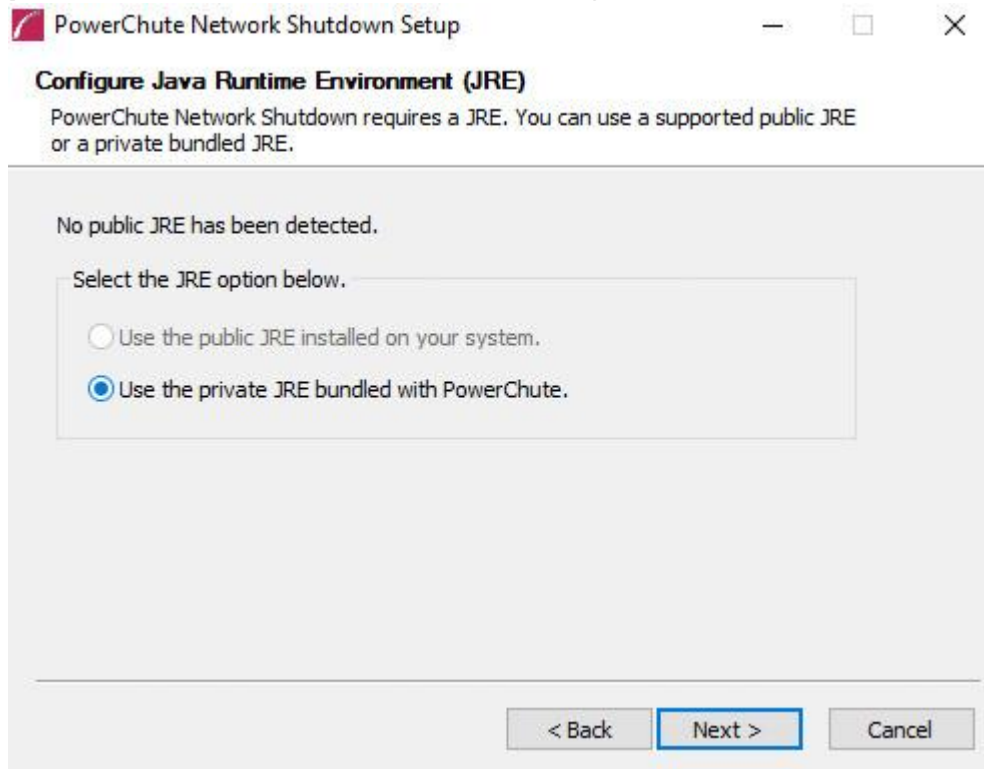 PowerChute Network Shutdown Setup
Configure Java Runtime Environment (JRE)
PowerChute Network Shutdown requires a JRE. You can use a supported public JRE
or a private bundled JRE.
No public JRE has been detected.
Select the JRE option below.
Use the public JRE installed on your system.
Use the private JRE bundled with PowerChute.
< Back
Next >
Cancel